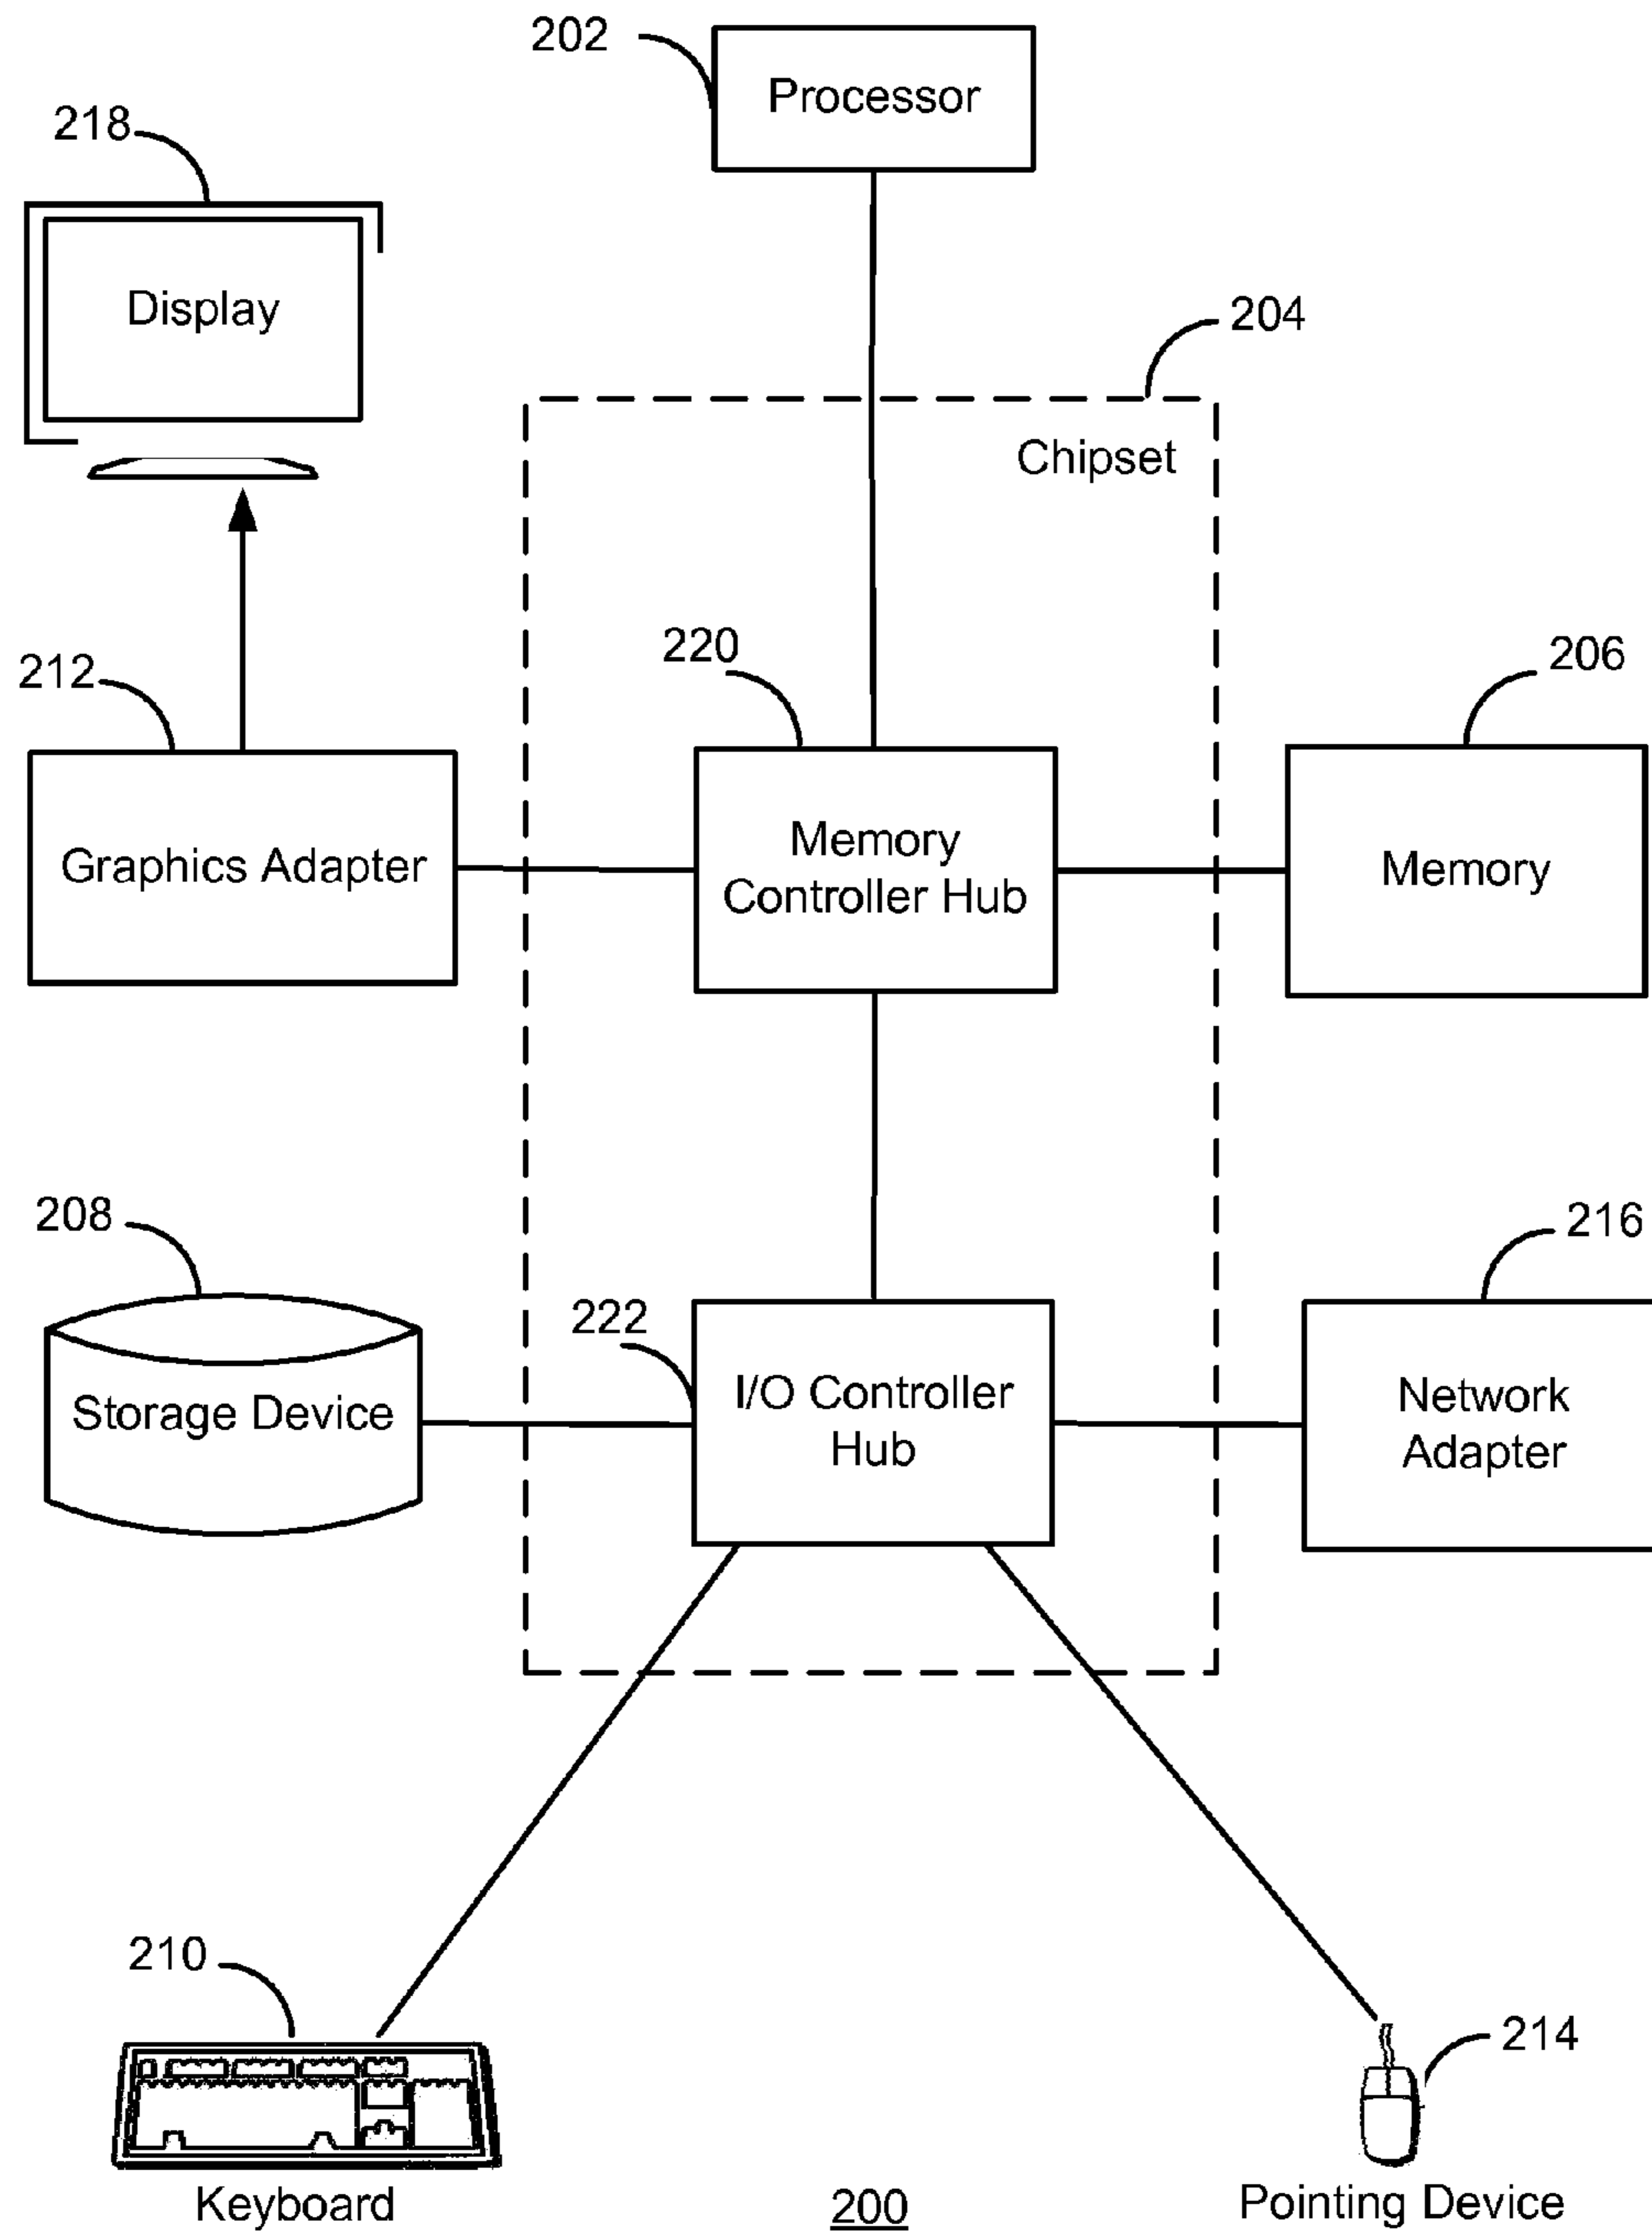 202
Processor
218
Display
204
Chipset
220
206
212
Memory
Controller Hub
Graphics Adapter
Memory
208
216
222
I/O Controller
Hub
Storage Device
Network
Adapter
210
214
Keyboard
200
Pointing Device